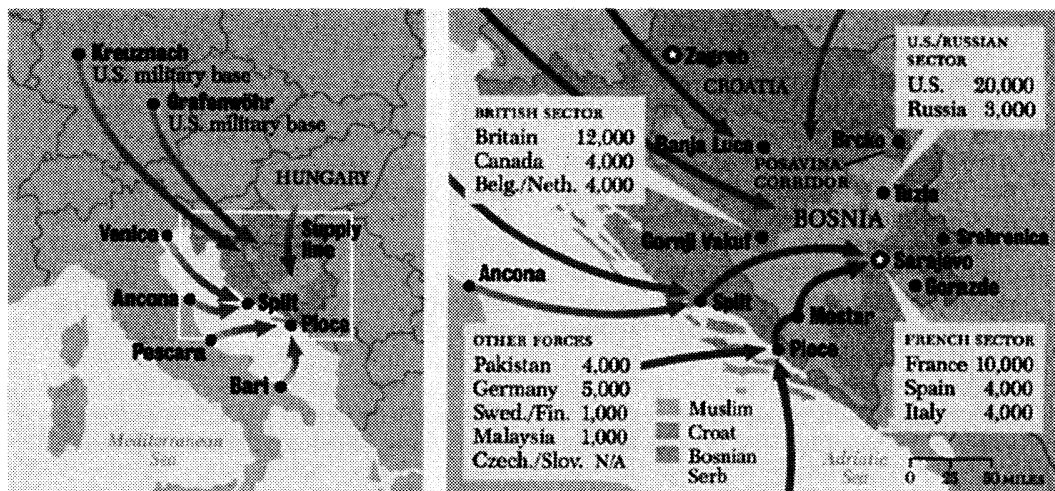 Kreuznach
U.S. military base
Grafenwöhr
U.S. military base
HUNGARY
Venice
Supply
line
Ancona
Split
Ploce
Pescara
Bari
Mediterranean
Sea
Zagreb
CROATIA
U.S./RUSSIAN
SECTOR
U.S. 20,000
Russia 3,000
BRITISH SECTOR
Britain 12,000
Canada 4,000
Belg./Neth. 4,000
Banja Luca
Brcko
POSAVINA
CORRIDOR
Tuzla
BOSNIA
Gornji Vakuf
Srebrenica
Sarajevo
Gorazde
Ancona
Split
Mostar
Ploce
OTHER FORCES
Pakistan 4,000
Germany 5,000
Swed./Fin. 1,000
Malaysia 1,000
Czech./Slov. N/A
Muslim
Croat
Bosnian
Serb
FRENCH SECTOR
France 10,000
Spain 4,000
Italy 4,000
Adriatic
Sea
0 25 50 MILES